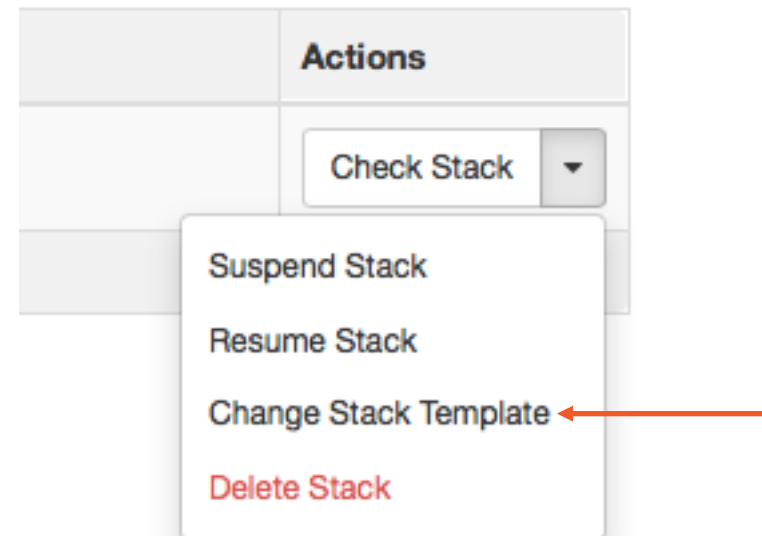 Actions
Check Stack
Suspend Stack
Resume Stack
Change Stack Template
Delete Stack